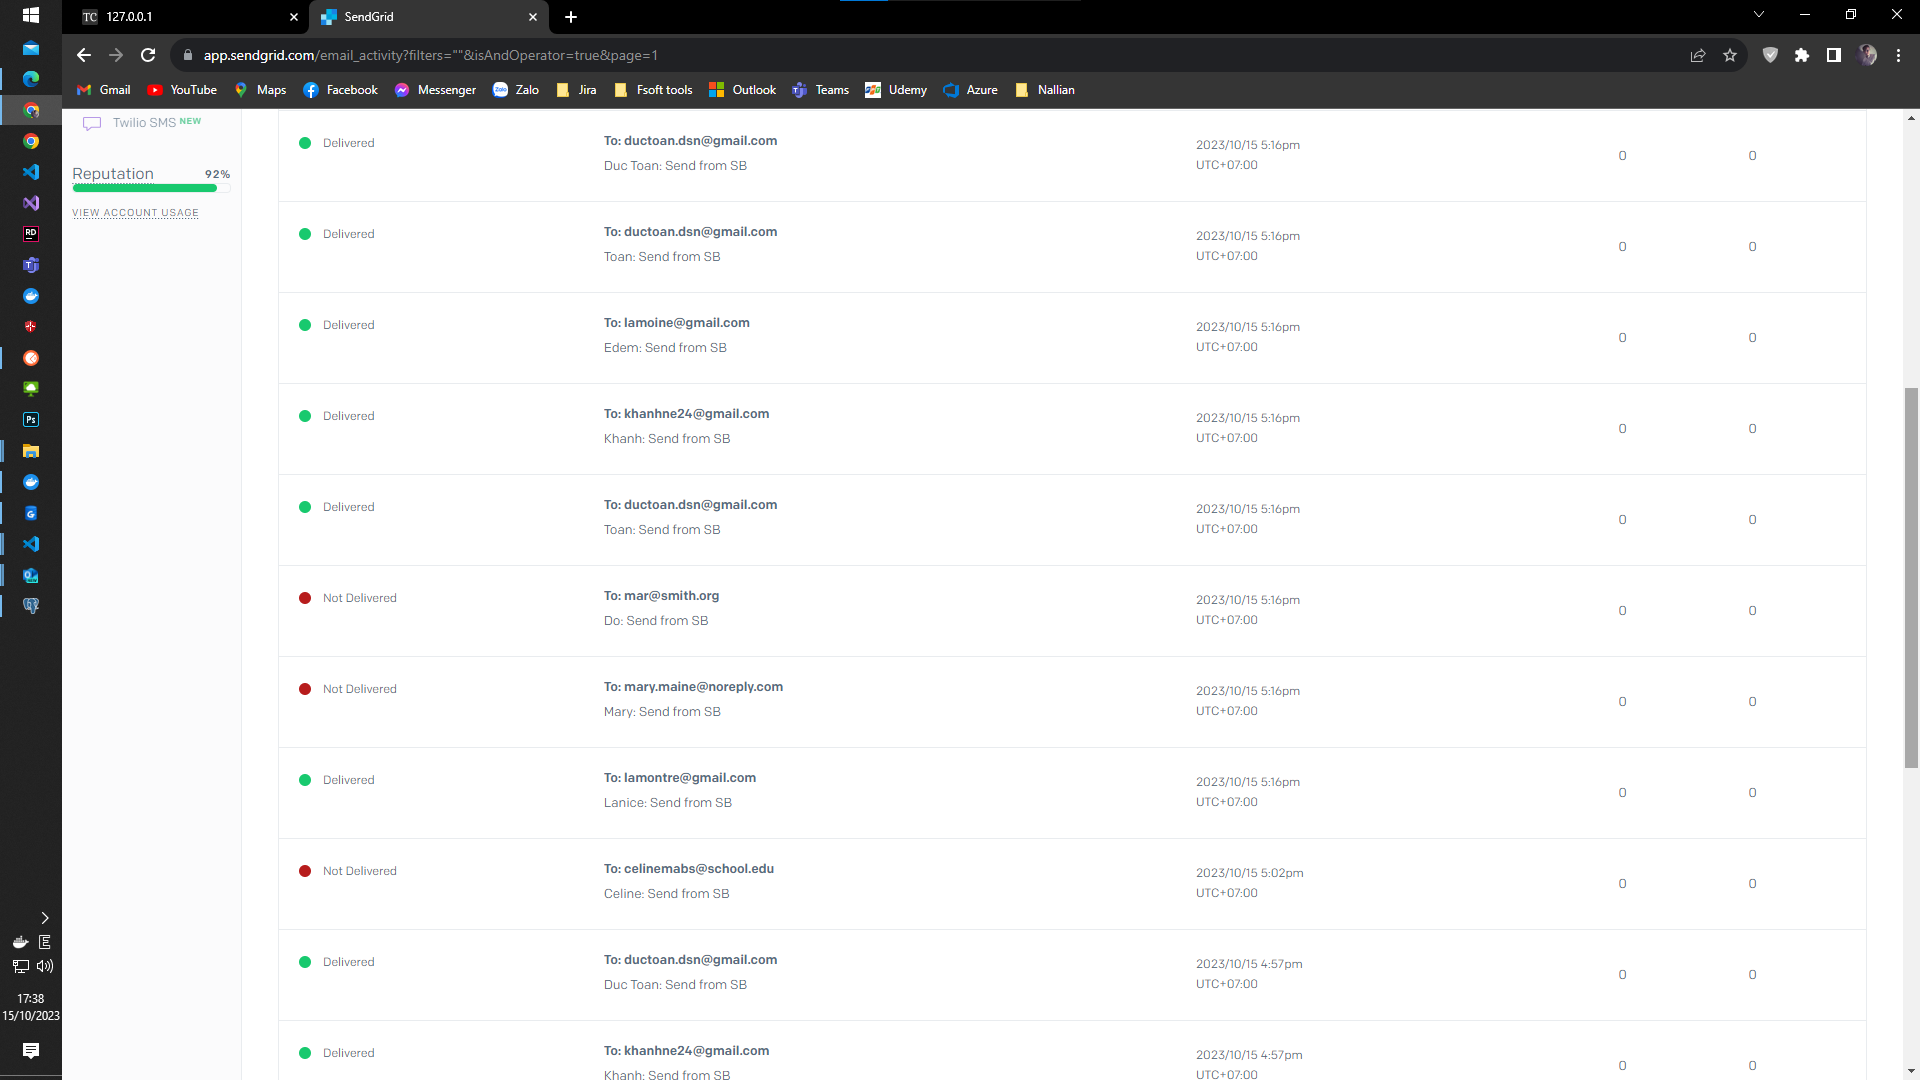 TC 127.0.0.1
SendGrid
app.sendgrid.com/email_activity?filters=""&isAndOperator=true&page=1
Gmail YouTube Maps Facebook Messenger Zalo Jira Fsoft tools Outlook Teams Udemy Azure Nallian
Twilio SMS NEW
Reputation 92%
VIEW ACCOUNT USAGE
Delivered
To: ductoan.dsn@gmail.com
Duc Toan: Send from SB
2023/10/15 5:16pm
UTC+07:00
0 0
Delivered
To: ductoan.dsn@gmail.com
Toan: Send from SB
2023/10/15 5:16pm
UTC+07:00
0 0
Delivered
To: lamoine@gmail.com
Edem: Send from SB
2023/10/15 5:16pm
UTC+07:00
0 0
Delivered
To: khanhne24@gmail.com
Khanh: Send from SB
2023/10/15 5:16pm
UTC+07:00
0 0
Delivered
To: ductoan.dsn@gmail.com
Toan: Send from SB
2023/10/15 5:16pm
UTC+07:00
0 0
Not Delivered
To: mar@smith.org
Do: Send from SB
2023/10/15 5:16pm
UTC+07:00
0 0
Not Delivered
To: mary.maine@noreply.com
Mary: Send from SB
2023/10/15 5:16pm
UTC+07:00
0 0
Delivered
To: lamontre@gmail.com
Lanice: Send from SB
2023/10/15 5:16pm
UTC+07:00
0 0
Not Delivered
To: celinemabs@school.edu
Celine: Send from SB
2023/10/15 5:02pm
UTC+07:00
0 0
Delivered
To: ductoan.dsn@gmail.com
Duc Toan: Send from SB
2023/10/15 4:57pm
UTC+07:00
0 0
Delivered
To: khanhne24@gmail.com
Khanh: Send from SB
2023/10/15 4:57pm
UTC+07:00
0 0
RD
Ps
17:38
15/10/2023